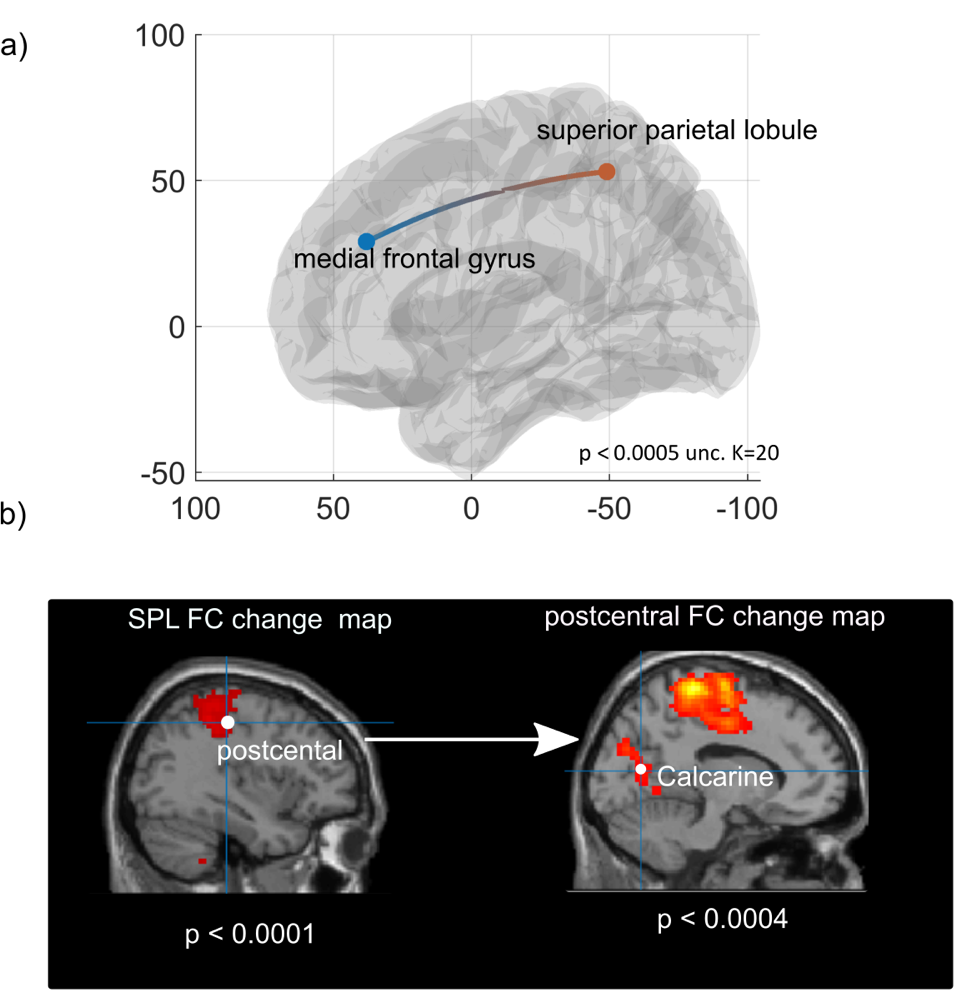 a)
100
superior parietal lobule
50
medial frontal gyrus
0
p < 0.0005 unc. K=20
-50
100 50 0 -50 -100
b)
SPL FC change map
postcentral FC change map
postcental
Calcarine
p < 0.0001
p < 0.0004